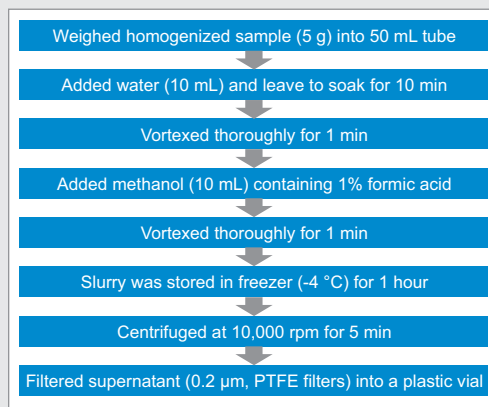 Weighed homogenized sample (5 g) into 50 mL tube
Added water (10 mL) and leave to soak for 10 min
Vortexed thoroughly for 1 min
Added methanol (10 mL) containing 1% formic acid
Vortexed thoroughly for 1 min
Slurry was stored in freezer (-4 °C) for 1 hour
Centrifuged at 10,000 rpm for 5 min
Filtered supernatant (0.2 µm, PTFE filters) into a plastic vial